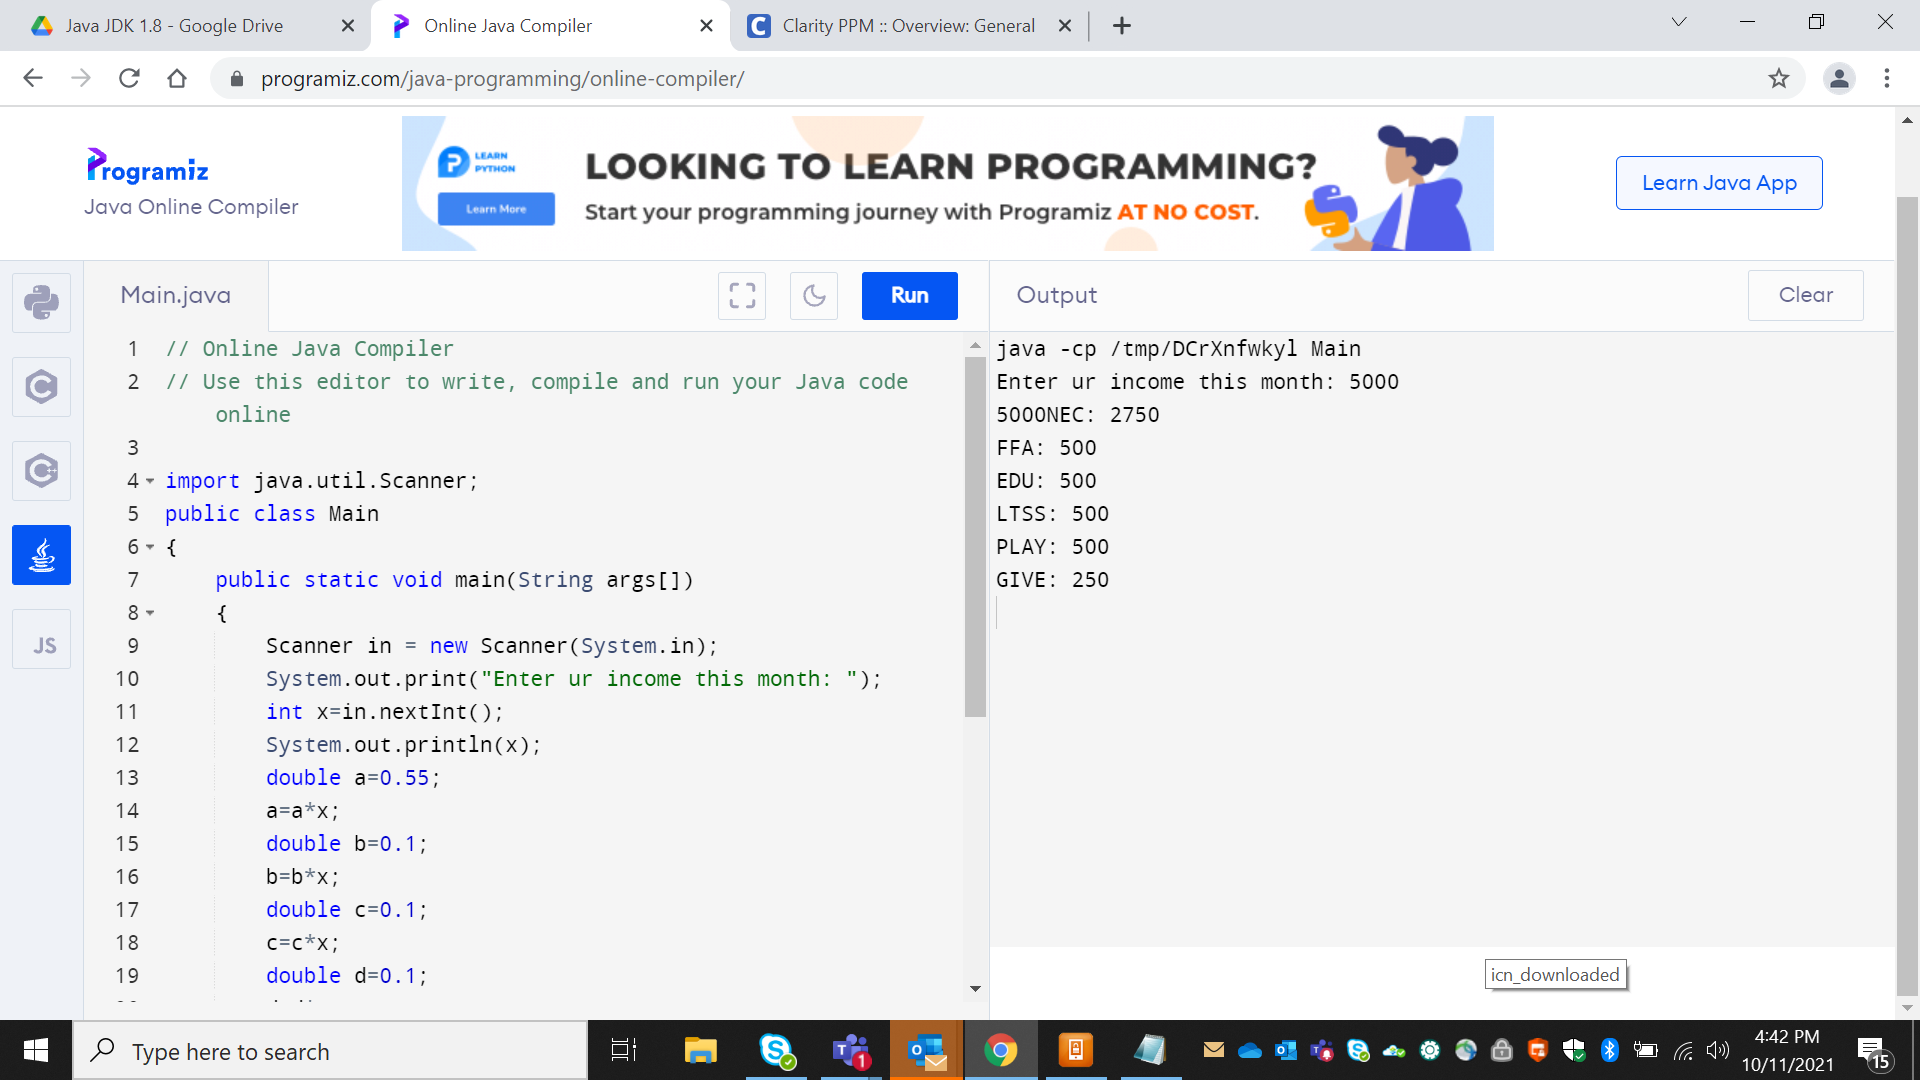 Java JDK 1.8 - Google Drive
Online Java Compiler
Clarity PPM :: Overview: General
programiz.com/java-programming/online-compiler/
Programiz
Java Online Compiler
LEARN
PYTHON
Learn More
LOOKING TO LEARN PROGRAMMING?
Start your programming journey with Programiz AT NO COST.
Learn Java App
Main.java
Run
Output
Clear
JS
1 // Online Java Compiler
2 // Use this editor to write, compile and run your Java code
online
3
4 import java.util.Scanner;
5 public class Main
6 {
7 public static void main(String args[])
8 {
9 Scanner in = new Scanner(System.in);
10 System.out.print("Enter ur income this month: ");
11 int x=in.nextInt();
12 System.out.println(x);
13 double a=0.55;
14 a=a*x;
15 double b=0.1;
16 b=b*x;
17 double c=0.1;
18 c=c*x;
19 double d=0.1;
java -cp /tmp/DCrXnfwkyl Main
Enter ur income this month: 5000
5000NEC: 2750
FFA: 500
EDU: 500
LTSS: 500
PLAY: 500
GIVE: 250
icn_downloaded
Type here to search
1
4:42 PM
10/11/2021
15